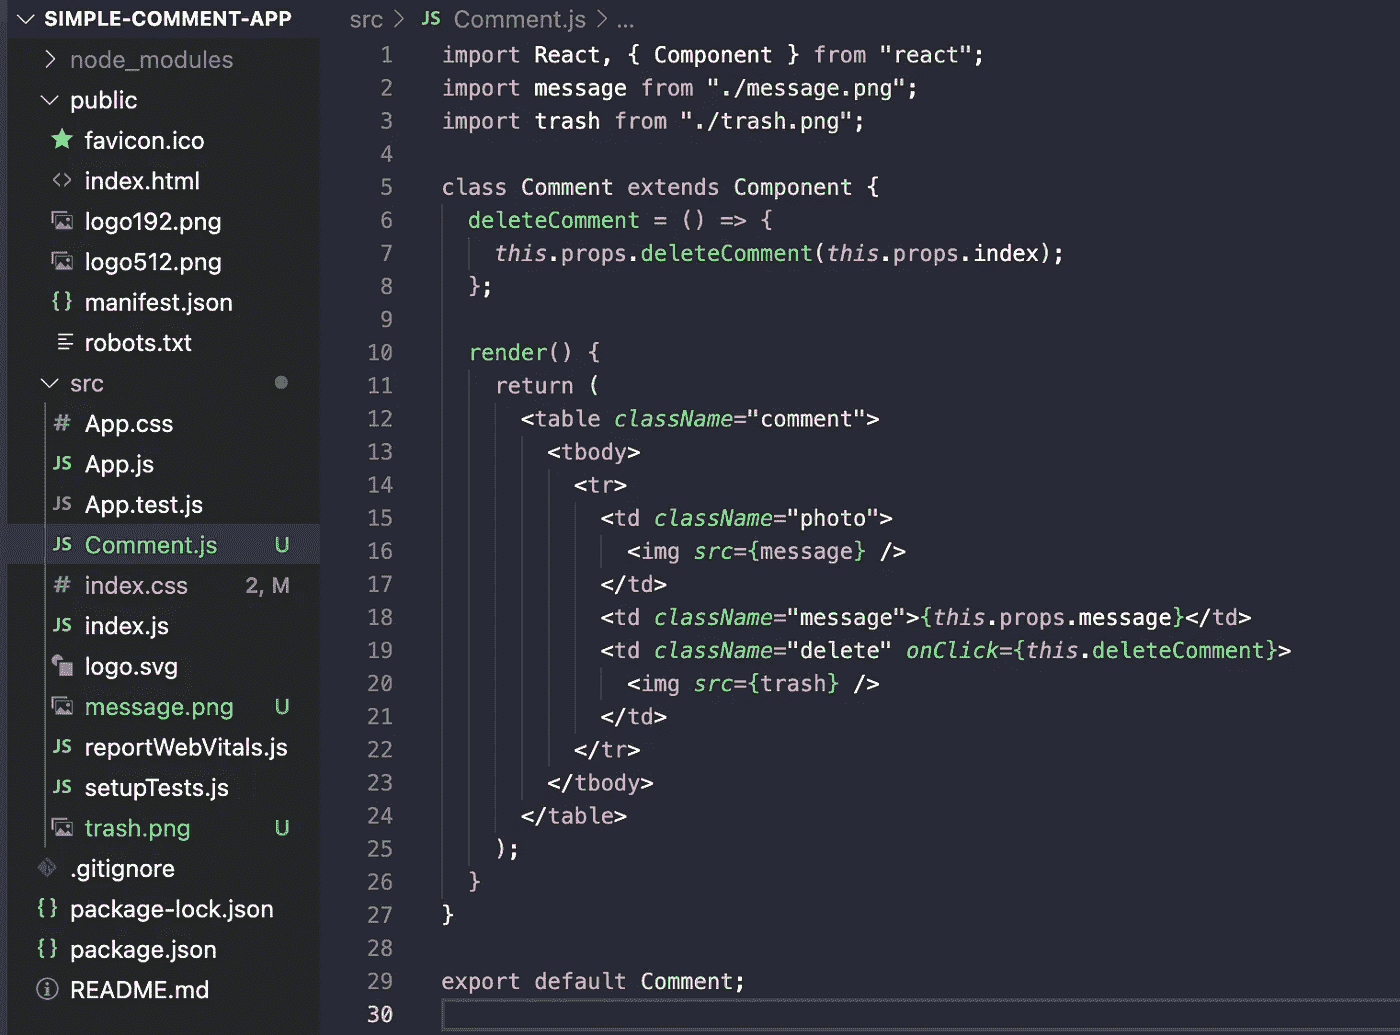 SIMPLE-COMMENT-APP
node_modules
public
favicon.ico
<> index.html
logo192.png
logo512.png
{} manifest.json
robots.txt
src
# App.css
JS App.js
JS App.test.js
JS Comment.js U
# index.css 2, M
JS index.js
logo.svg
message.png U
JS reportWebVitals.js
JS setupTests.js
trash.png U
.gitignore
{} package-lock.json
{} package.json
README.md
src > JS Comment.js > ...
1 import React, { Component } from "react";
2 import message from "./message.png";
3 import trash from "./trash.png";
4
5 class Comment extends Component {
6   deleteComment = () => {
7     this.props.deleteComment(this.props.index);
8   };
9
10   render() {
11     return (
12       <table className="comment">
13         <tbody>
14           <tr>
15             <td className="photo">
16               <img src={message} />
17             </td>
18             <td className="message">{this.props.message}</td>
19             <td className="delete" onClick={this.deleteComment}>
20               <img src={trash} />
21             </td>
22           </tr>
23         </tbody>
24       </table>
25     );
26   }
27 }
28
29 export default Comment;
30